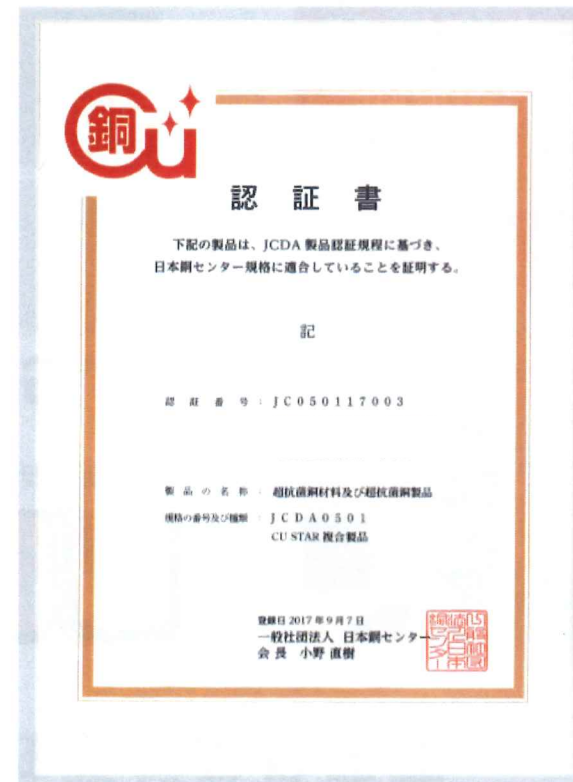 銅
Cu
認証書
下記の製品は、JCDA 製品認証規程に基づき、
日本銅センター規格に適合していることを証明する。
記
認証番号：JC050117003
製品の名称：超抗菌銅材料及び超抗菌銅製品
規格の番号及び種類：JCDA0501
CU STAR 複合製品
登録日 2017 年 9 月 7 日
一般社団法人 日本銅センター
会長 小野 直樹